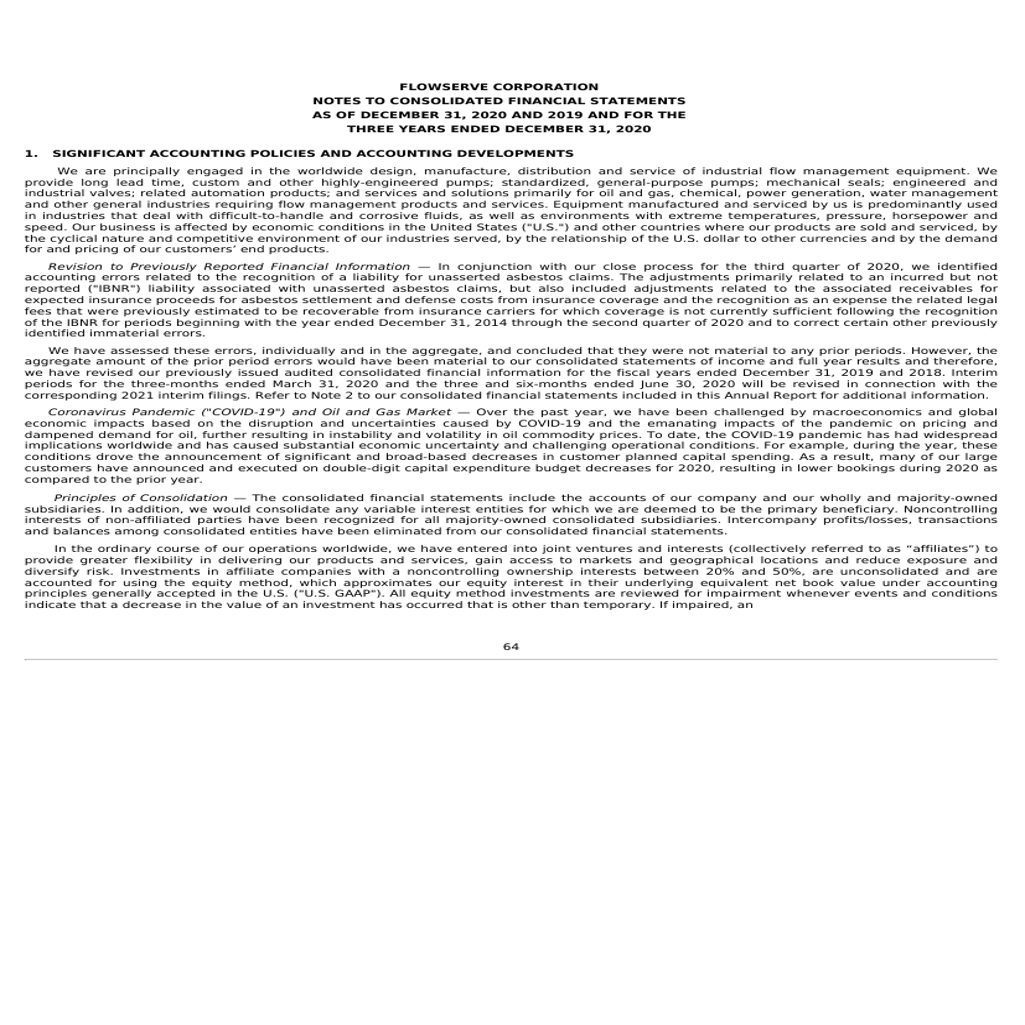 FLOWSERVE CORPORATION
NOTES TO CONSOLIDATED FINANCIAL STATEMENTS
AS OF DECEMBER 31, 2020 AND 2019 AND FOR THE
THREE YEARS ENDED DECEMBER 31, 2020
1. SIGNIFICANT ACCOUNTING POLICIES AND ACCOUNTING DEVELOPMENTS
We are principally engaged in the worldwide design, manufacture, distribution and service of industrial flow management equipment. We
provide long lead time, custom and other highly-engineered pumps; standardized, general-purpose pumps; mechanical seals; engineered and
industrial valves; related automation products; and services and solutions primarily for oil and gas, chemical, power generation, water management
and other general industries requiring flow management products and services. Equipment manufactured and serviced by us is predominantly used
in industries that deal with difficult-to-handle and corrosive fluids, as well as environments with extreme temperatures, pressure, horsepower and
speed. Our business is affected by economic conditions in the United States ("U.S.") and other countries where our products are sold and serviced, by
the cyclical nature and competitive environment of our industries served, by the relationship of the U.S. dollar to other currencies and by the demand
for and pricing of our customers’ end products.
Revision to Previously Reported Financial Information — In conjunction with our close process for the third quarter of 2020, we identified
accounting errors related to the recognition of a liability for unasserted asbestos claims. The adjustments primarily related to an incurred but not
reported ("IBNR") liability associated with unasserted asbestos claims, but also included adjustments related to the associated receivables for
expected insurance proceeds for asbestos settlement and defense costs from insurance coverage and the recognition as an expense the related legal
fees that were previously estimated to be recoverable from insurance carriers for which coverage is not currently sufficient following the recognition
of the IBNR for periods beginning with the year ended December 31, 2014 through the second quarter of 2020 and to correct certain other previously
identified immaterial errors.
We have assessed these errors, individually and in the aggregate, and concluded that they were not material to any prior periods. However, the
aggregate amount of the prior period errors would have been material to our consolidated statements of income and full year results and therefore,
we have revised our previously issued audited consolidated financial information for the fiscal years ended December 31, 2019 and 2018. Interim
periods for the three-months ended March 31, 2020 and the three and six-months ended June 30, 2020 will be revised in connection with the
corresponding 2021 interim filings. Refer to Note 2 to our consolidated financial statements included in this Annual Report for additional information.
Coronavirus Pandemic ("COVID-19") and Oil and Gas Market — Over the past year, we have been challenged by macroeconomics and global
economic impacts based on the disruption and uncertainties caused by COVID-19 and the emanating impacts of the pandemic on pricing and
dampened demand for oil, further resulting in instability and volatility in oil commodity prices. To date, the COVID-19 pandemic has had widespread
implications worldwide and has caused substantial economic uncertainty and challenging operational conditions. For example, during the year, these
conditions drove the announcement of significant and broad-based decreases in customer planned capital spending. As a result, many of our large
customers have announced and executed on double-digit capital expenditure budget decreases for 2020, resulting in lower bookings during 2020 as
compared to the prior year.
Principles of Consolidation — The consolidated financial statements include the accounts of our company and our wholly and majority-owned
subsidiaries. In addition, we would consolidate any variable interest entities for which we are deemed to be the primary beneficiary. Noncontrolling
interests of non-affiliated parties have been recognized for all majority-owned consolidated subsidiaries. Intercompany profits/losses, transactions
and balances among consolidated entities have been eliminated from our consolidated financial statements.
In the ordinary course of our operations worldwide, we have entered into joint ventures and interests (collectively referred to as “affiliates”) to
provide greater flexibility in delivering our products and services, gain access to markets and geographical locations and reduce exposure and
diversify risk. Investments in affiliate companies with a noncontrolling ownership interests between 20% and 50%, are unconsolidated and are
accounted for using the equity method, which approximates our equity interest in their underlying equivalent net book value under accounting
principles generally accepted in the U.S. ("U.S. GAAP"). All equity method investments are reviewed for impairment whenever events and conditions
indicate that a decrease in the value of an investment has occurred that is other than temporary. If impaired, an
64